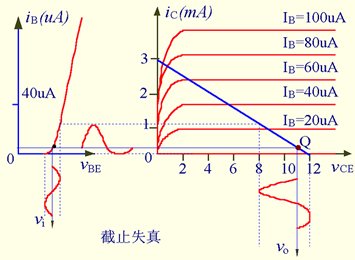 iB(uA)
40uA
0
vBE
vi
iC(mA)
3
2
1
0
2 4 6 8 10 12
vCE
IB=100uA
IB=80uA
IB=60uA
IB=40uA
IB=20uA
Q
vo
截止失真